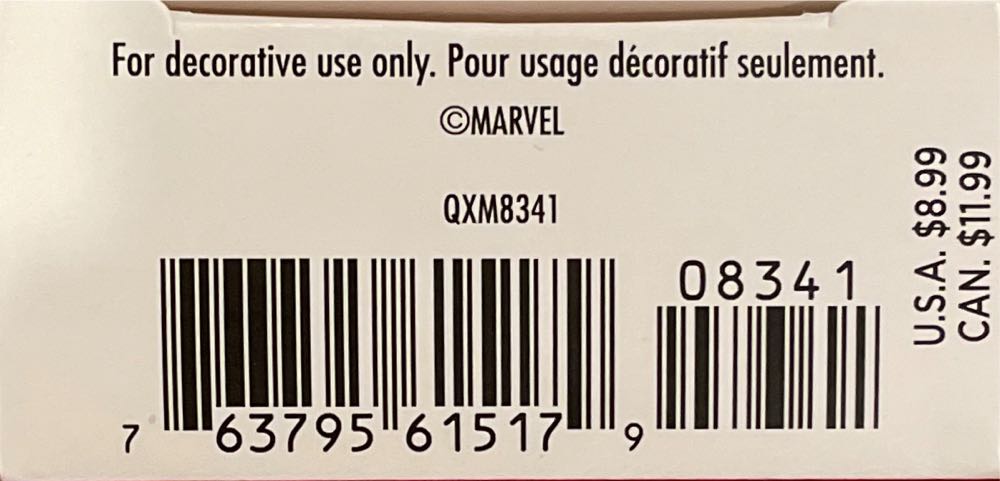 For decorative use only. Pour usage décoratif seulement.
©MARVEL
QXM8341
08341
7 63795 61517 9
U.S.A. $8.99
CAN. $11.99